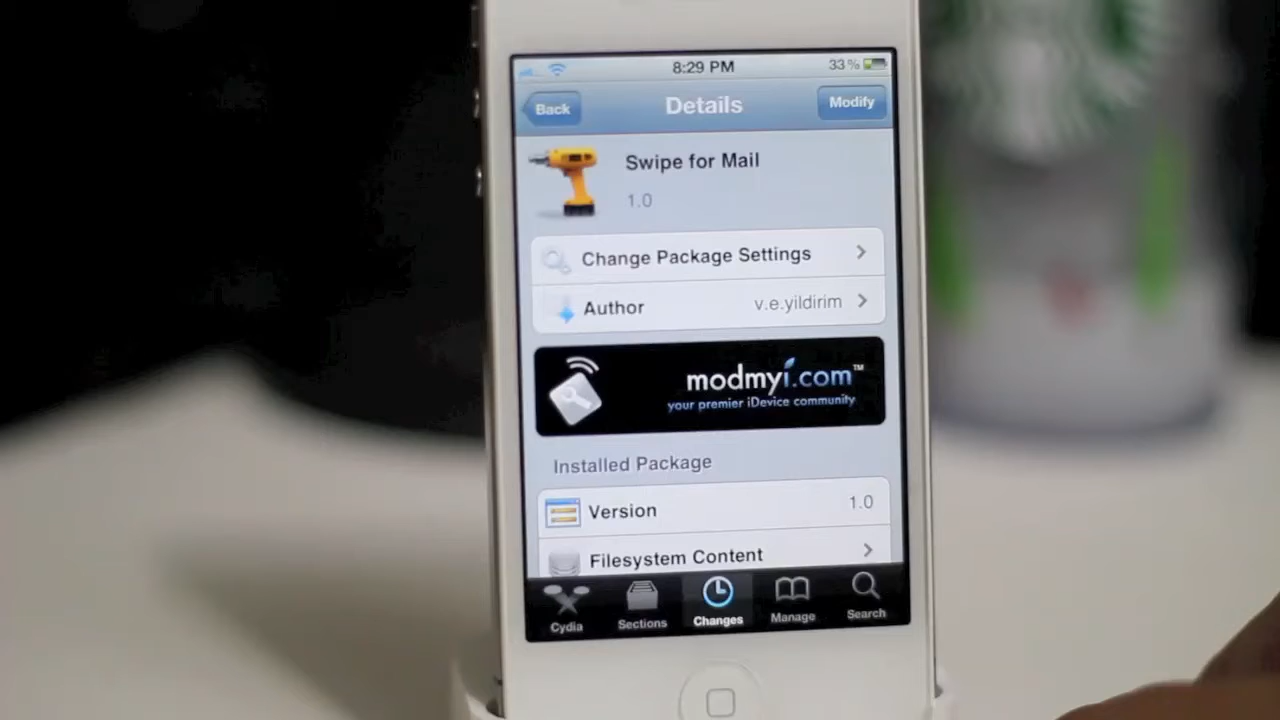 8:29 PM
33%
Back
Details
Modify
Swipe for Mail
1.0
Change Package Settings
Author
v.e.yildirim
modmyi.com™
your premier iDevice community
Installed Package
Version
1.0
Filesystem Content
Cydia
Sections
Changes
Manage
Search